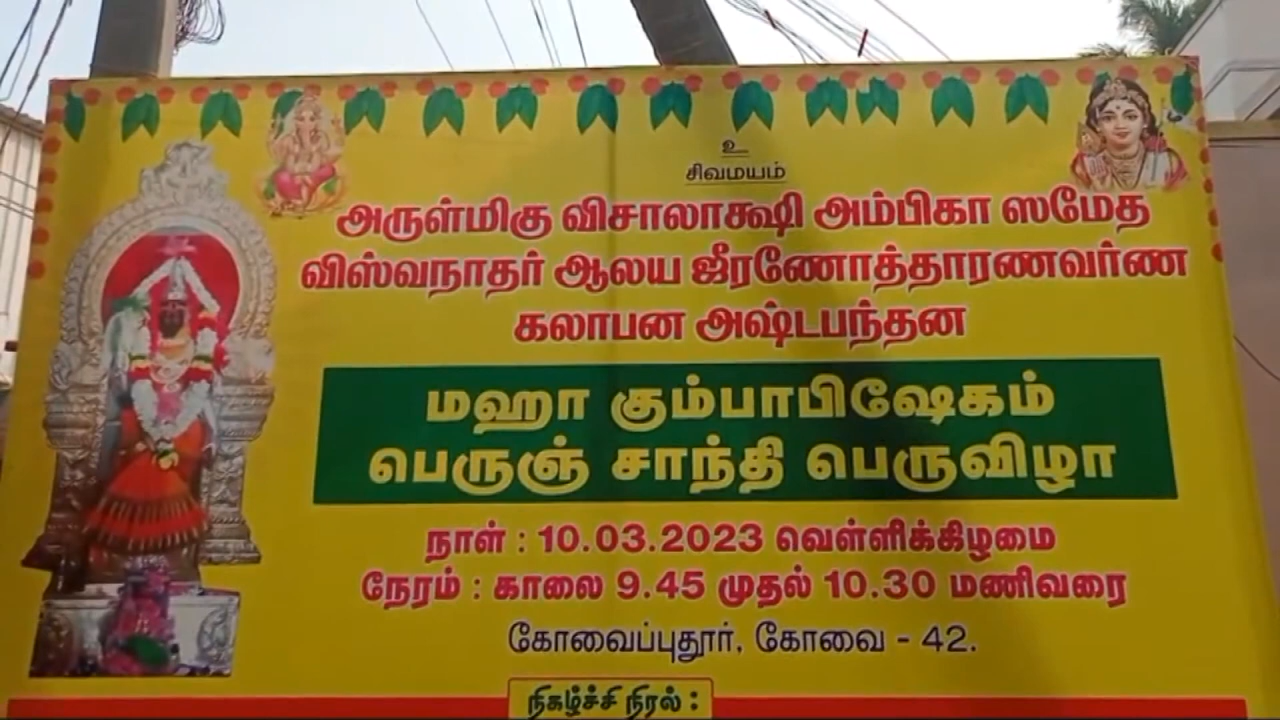 உ
சிவமயம்
அருள்மிகு விசாலாக்ஷி அம்பிகா ஸமேத
விஸ்வநாதர் ஆலய ஜீரணோத்தாரணவர்ண
கலாபன அஷ்டபந்தன
மஹா கும்பாபிஷேகம்
பெருஞ் சாந்தி பெருவிழா
நாள் : 10.03.2023 வெள்ளிக்கிழமை
நேரம் : காலை 9.45 முதல் 10.30 மணிவரை
கோவைப்புதூர், கோவை - 42.
நிகழ்ச்சி நிரல் :